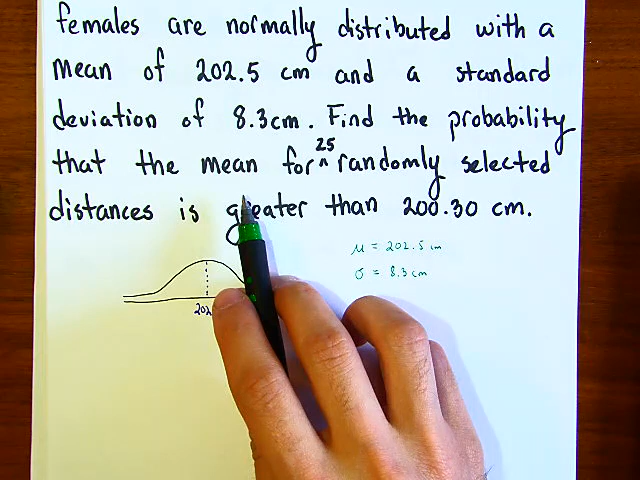 females are normally distributed with a
mean of 202.5 cm and a standard
deviation of 8.3cm. Find the probability
that the mean for ^25 randomly selected
distances is greater than 200.30 cm.
μ = 202.5 cm
σ = 8.3 cm
202